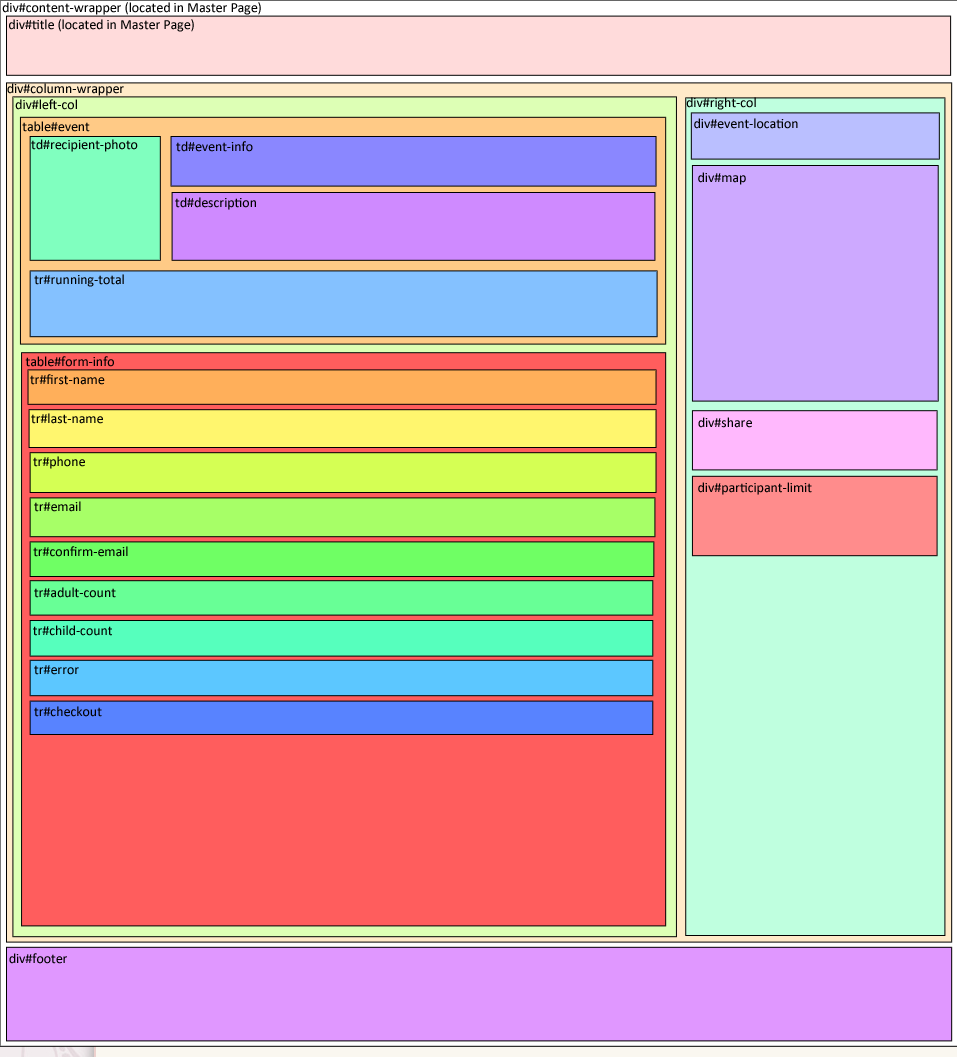 div#content-wrapper (located in Master Page)
div#title (located in Master Page)
div#column-wrapper
div#left-col
table#event
td#recipient-photo
td#event-info
td#description
tr#running-total
table#form-info
tr#first-name
tr#last-name
tr#phone
tr#email
tr#confirm-email
tr#adult-count
tr#child-count
tr#error
tr#checkout
div#right-col
div#event-location
div#map
div#share
div#participant-limit
div#footer